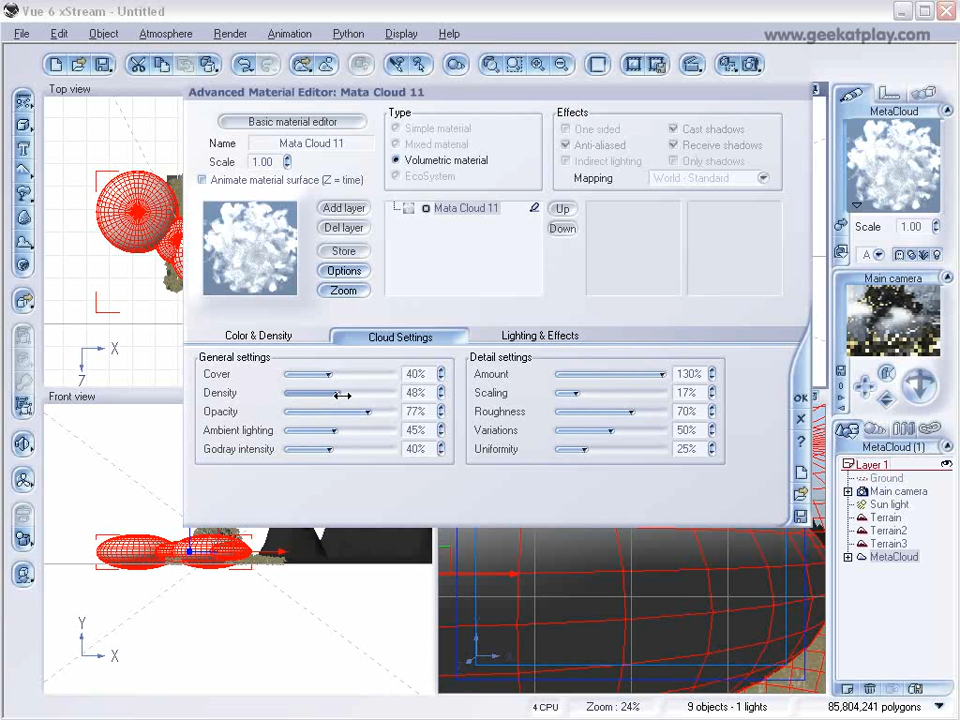 Vue 6 xStream - Untitled
File Edit Object Atmosphere Render Animation Python Display Help
www.geekatplay.com
Top view
Advanced Material Editor: Mata Cloud 11
Basic material editor
Name Mata Cloud 11
Scale 1.00
Animate material surface (Z = time)
Type
Simple material
Mixed material
Volumetric material
EcoSystem
Effects
One sided Cast shadows
Anti-aliased Receive shadows
Indirect lighting Only shadows
Mapping World - Standard
Add layer
Del layer
Store
Options
Zoom
Mata Cloud 11
Up
Down
Color & Density Cloud Settings Lighting & Effects
General settings
Cover 40%
Density 48%
Opacity 77%
Ambient lighting 45%
Godray intensity 40%
Detail settings
Amount 130%
Scaling 17%
Roughness 70%
Variations 50%
Uniformity 25%
OK
X
Z
Front view
Y
X
MetaCloud
Scale 1.00
A
Main camera
MetaCloud (1)
Layer 1
Ground
Main camera
Sun light
Terrain
Terrain2
Terrain3
MetaCloud
4 CPU Zoom : 24% 9 objects - 1 lights 85,804,241 polygons